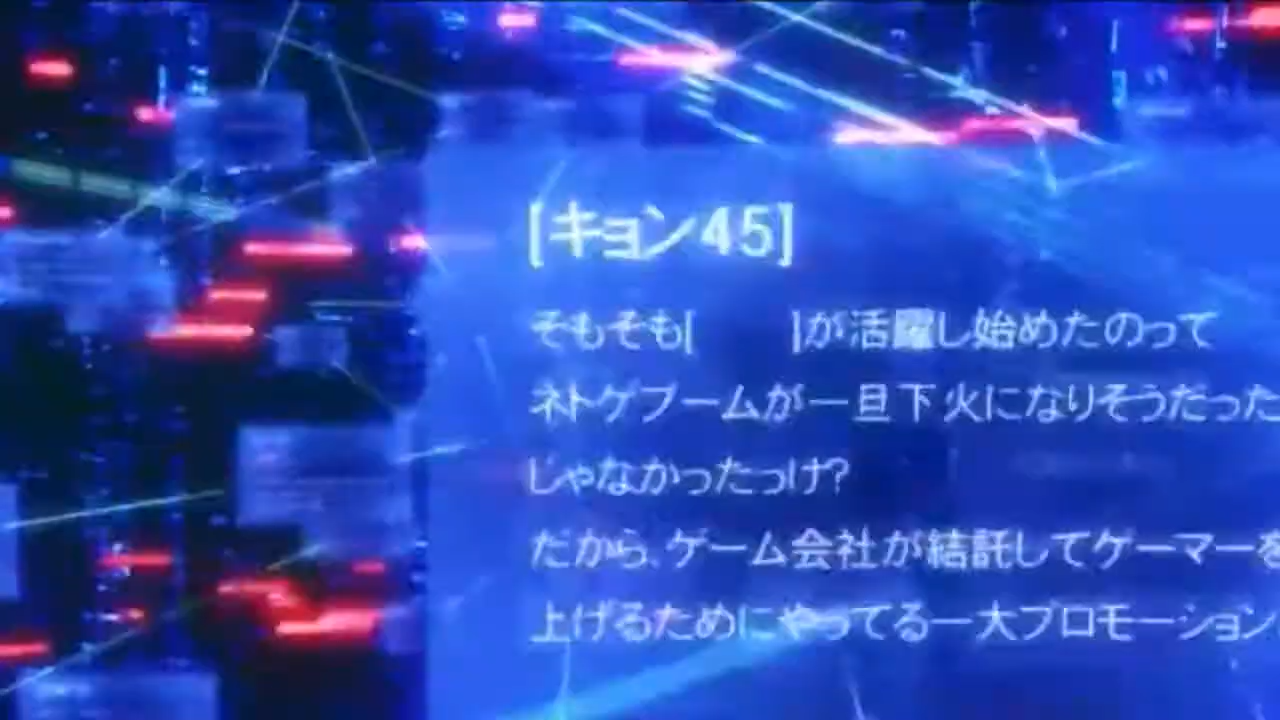 [キョン45]
そもそも[　　]が活躍し始めたのって
ネトゲブームが一旦下火になりそうだった
じゃなかったっけ?
だから、ゲーム会社が結託してゲーマーを
上げるためにやってる一大プロモーション